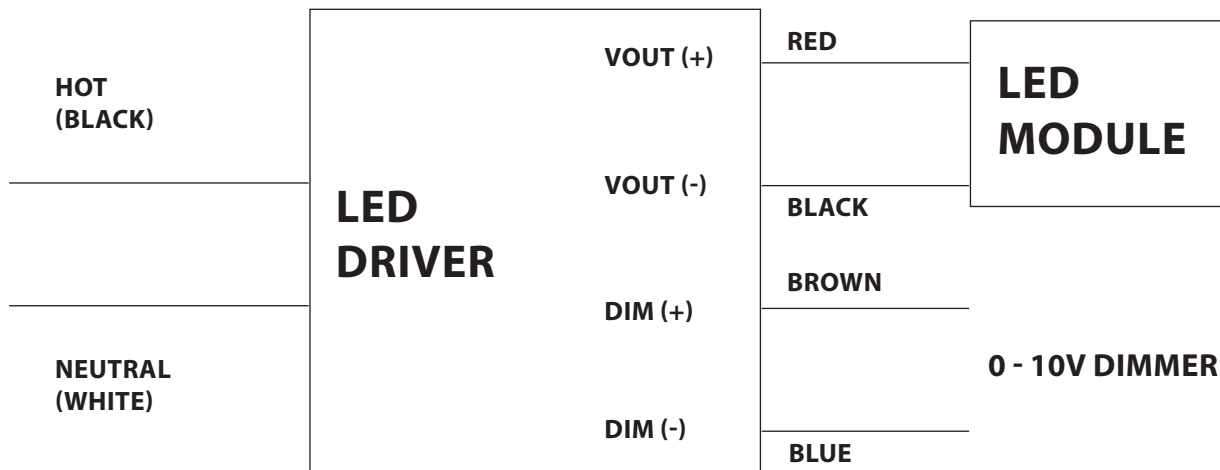 HOT
(BLACK)
NEUTRAL
(WHITE)
LED
DRIVER
VOUT (+)
VOUT (-)
DIM (+)
DIM (-)
RED
BLACK
BROWN
BLUE
LED
MODULE
0 - 10V DIMMER